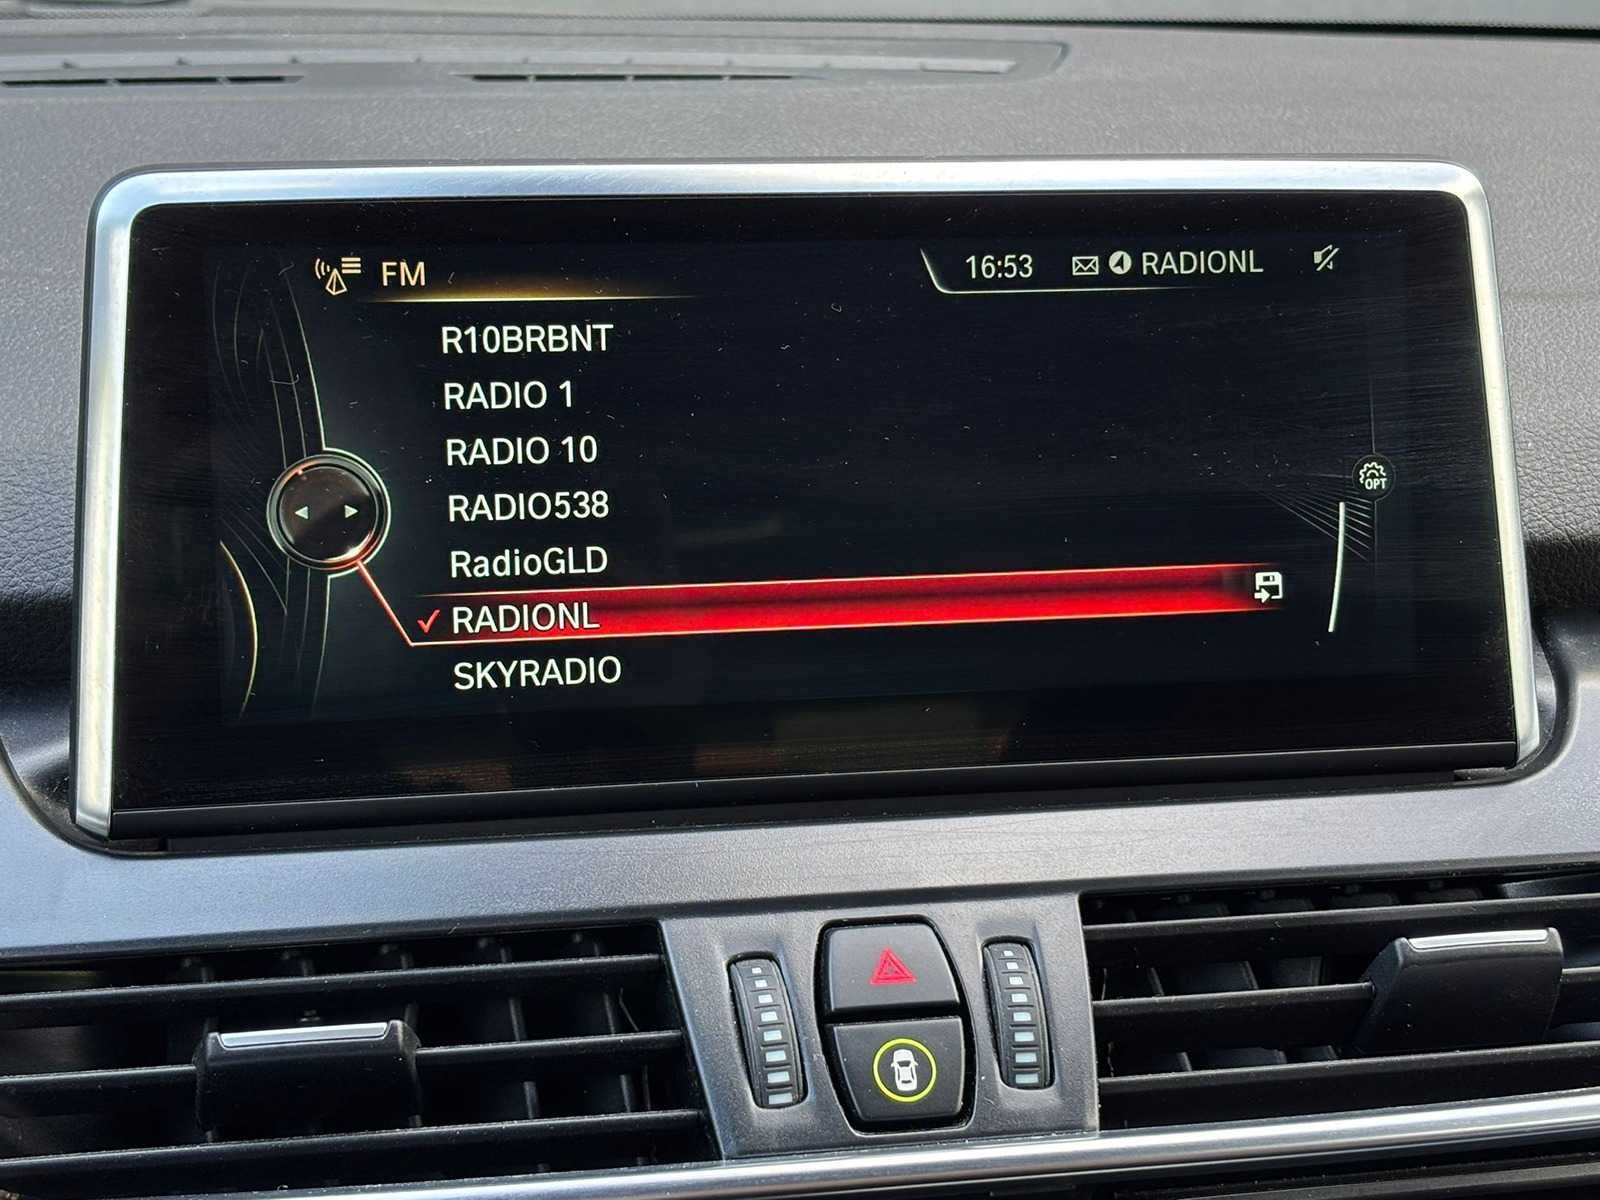 FM
16:53 RADIONL
R10BRBNT
RADIO 1
RADIO 10
RADIO538
RadioGLD
RADIONL
SKYRADIO
OPT